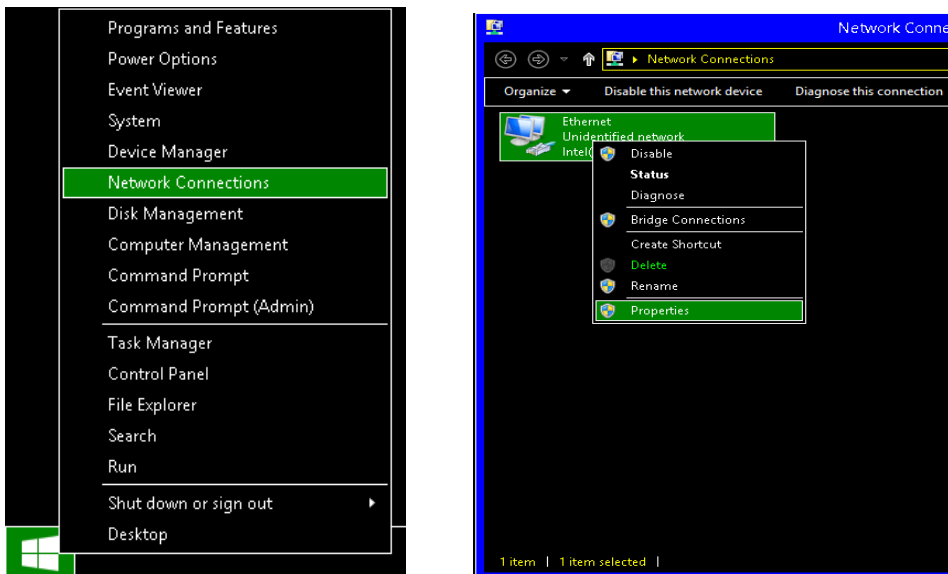 Programs and Features
Power Options
Event Viewer
System
Device Manager
Network Connections
Disk Management
Computer Management
Command Prompt
Command Prompt (Admin)
Task Manager
Control Panel
File Explorer
Search
Run
Shut down or sign out
Desktop
Network Conne
Network Connections
Organize
Disable this network device
Diagnose this connection
Ethernet
Unidentified network
Intel(
Disable
Status
Diagnose
Bridge Connections
Create Shortcut
Delete
Rename
Properties
1 item
1 item selected